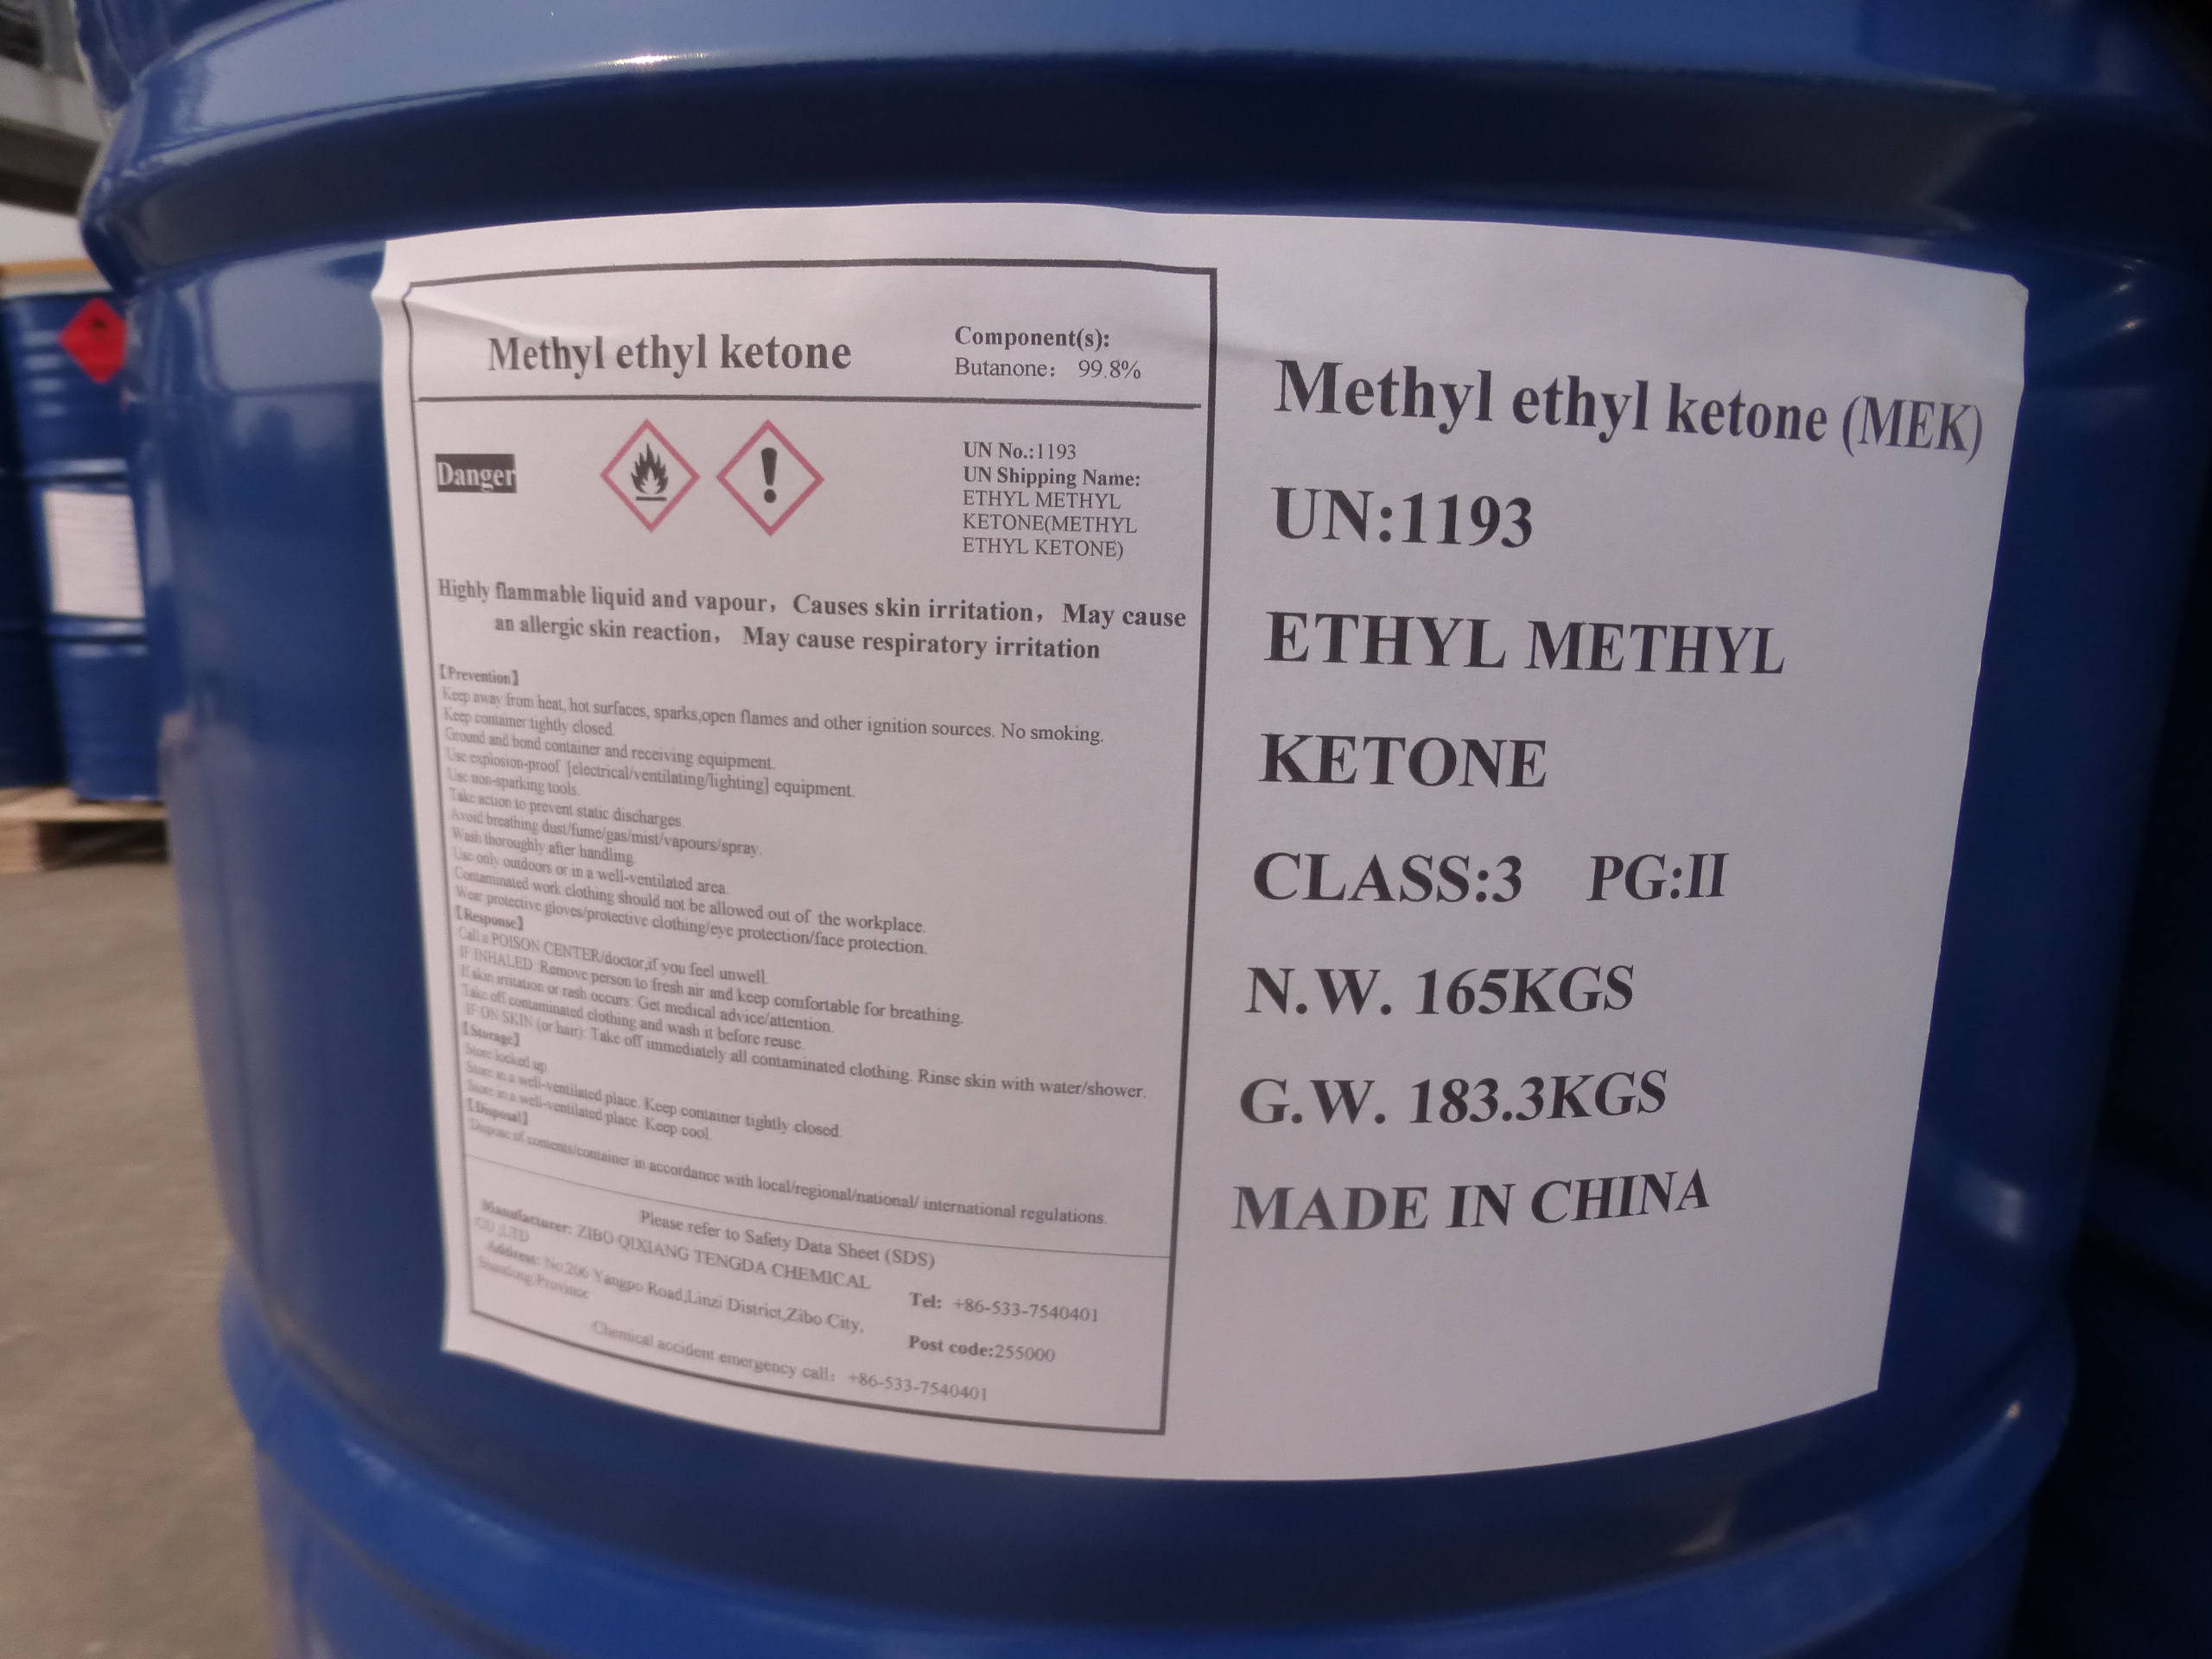 Methyl ethyl ketone
Component(s):
Butanone： 99.8%
Danger
UN No.:1193
UN Shipping Name:
ETHYL METHYL
KETONE(METHYL
ETHYL KETONE)
Highly flammable liquid and vapour， Causes skin irritation， May cause
an allergic skin reaction， May cause respiratory irritation
【Prevention】
Keep away from heat, hot surfaces, sparks,open flames and other ignition sources. No smoking.
Keep container tightly closed.
Ground and bond container and receiving equipment.
Use explosion-proof [electrical/ventilating/lighting] equipment.
Use non-sparking tools.
Take action to prevent static discharges.
Avoid breathing dust/fume/gas/mist/vapours/spray.
Wash thoroughly after handling.
Use only outdoors or in a well-ventilated area.
Contaminated work clothing should not be allowed out of the workplace.
Wear protective gloves/protective clothing/eye protection/face protection.
【Response】
Call a POISON CENTER/doctor,if you feel unwell.
IF INHALED: Remove person to fresh air and keep comfortable for breathing.
If skin irritation or rash occurs: Get medical advice/attention.
Take off contaminated clothing and wash it before reuse.
IF ON SKIN (or hair): Take off immediately all contaminated clothing. Rinse skin with water/shower.
【Storage】
Store locked up.
Store in a well-ventilated place. Keep container tightly closed.
Store in a well-ventilated place. Keep cool.
【Disposal】
Dispose of contents/container in accordance with local/regional/national/ international regulations.
Please refer to Safety Data Sheet (SDS)
Manufacturer: ZIBO QIXIANG TENGDA CHEMICAL
CO.,LTD
Tel: +86-533-7540401
Address: No.206 Yangpo Road,Linzi District,Zibo City,
Shandong Province
Post code:255000
Chemical accident emergency call：+86-533-7540401
Methyl ethyl ketone (MEK)
UN:1193
ETHYL METHYL
KETONE
CLASS:3 PG:II
N.W. 165KGS
G.W. 183.3KGS
MADE IN CHINA